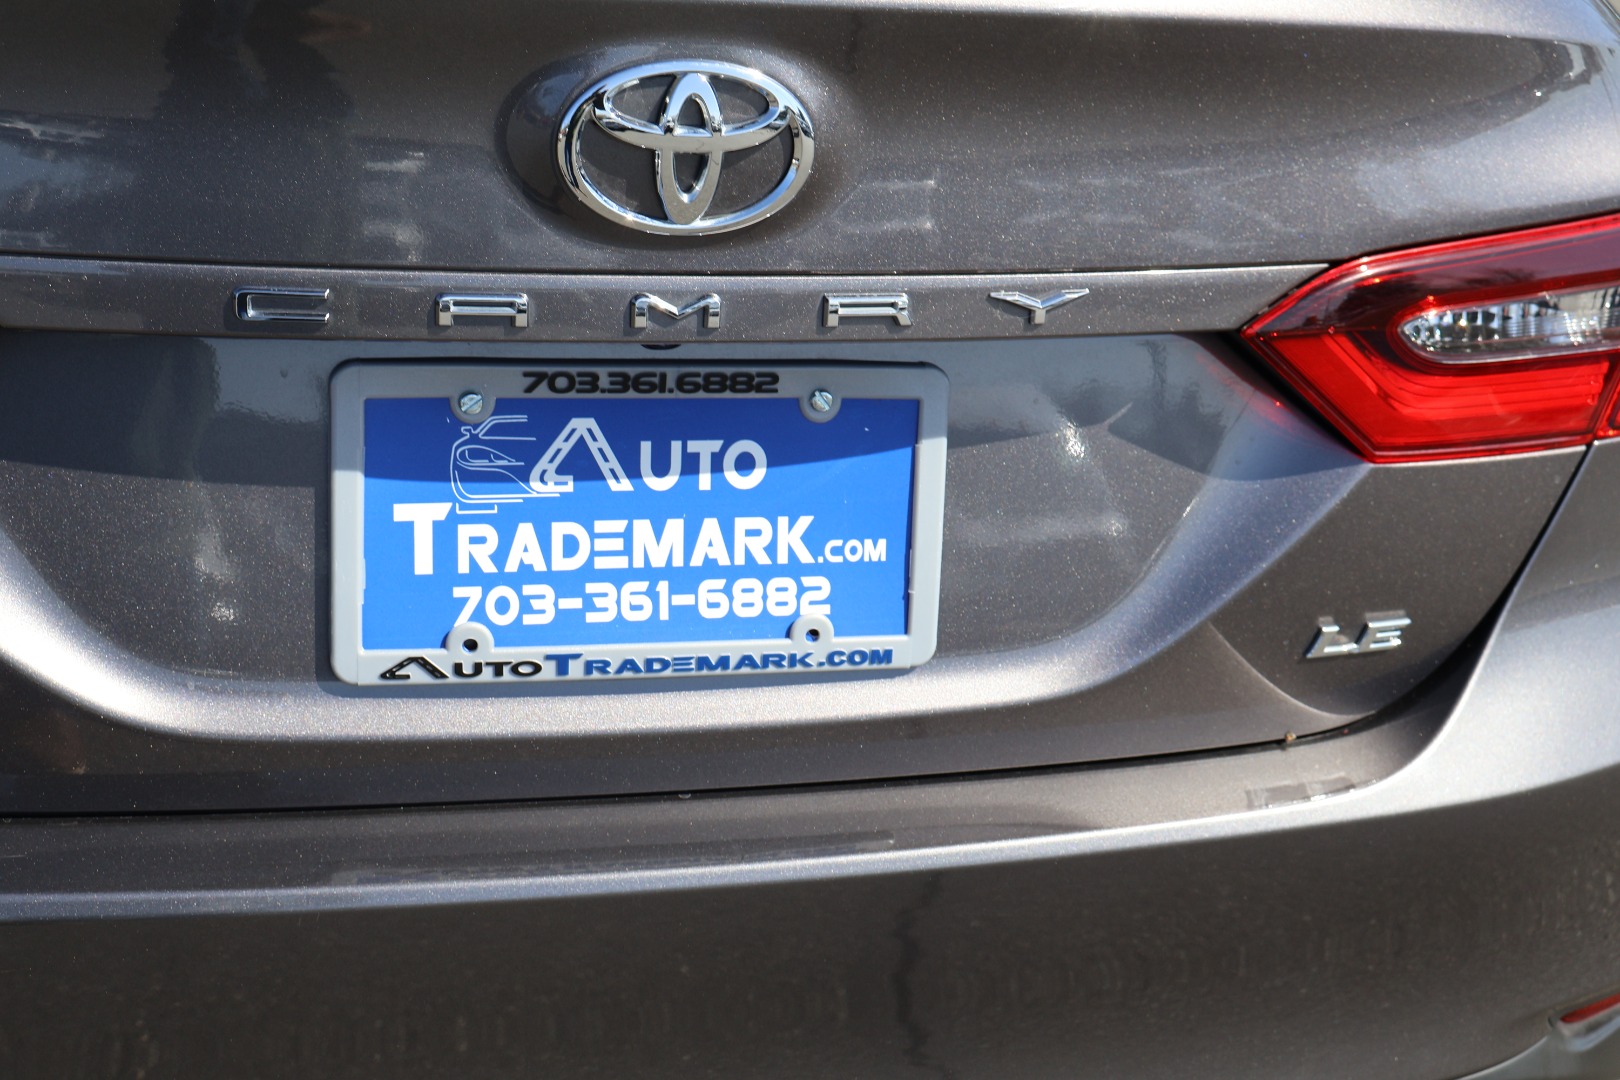 CAMRY
703.361.6882
AUTO
TRADEMARK.COM
703-361-6882
AUTOTRADEMARK.COM
LE